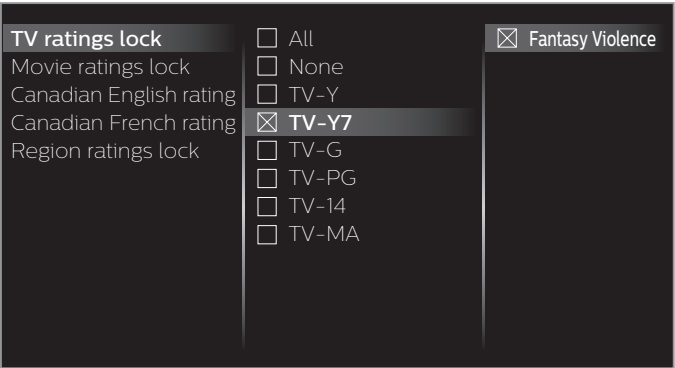 TV ratings lock
Movie ratings lock
Canadian English rating
Canadian French rating
Region ratings lock
All
None
TV-Y
TV-Y7
TV-G
TV-PG
TV-14
TV-MA
Fantasy Violence